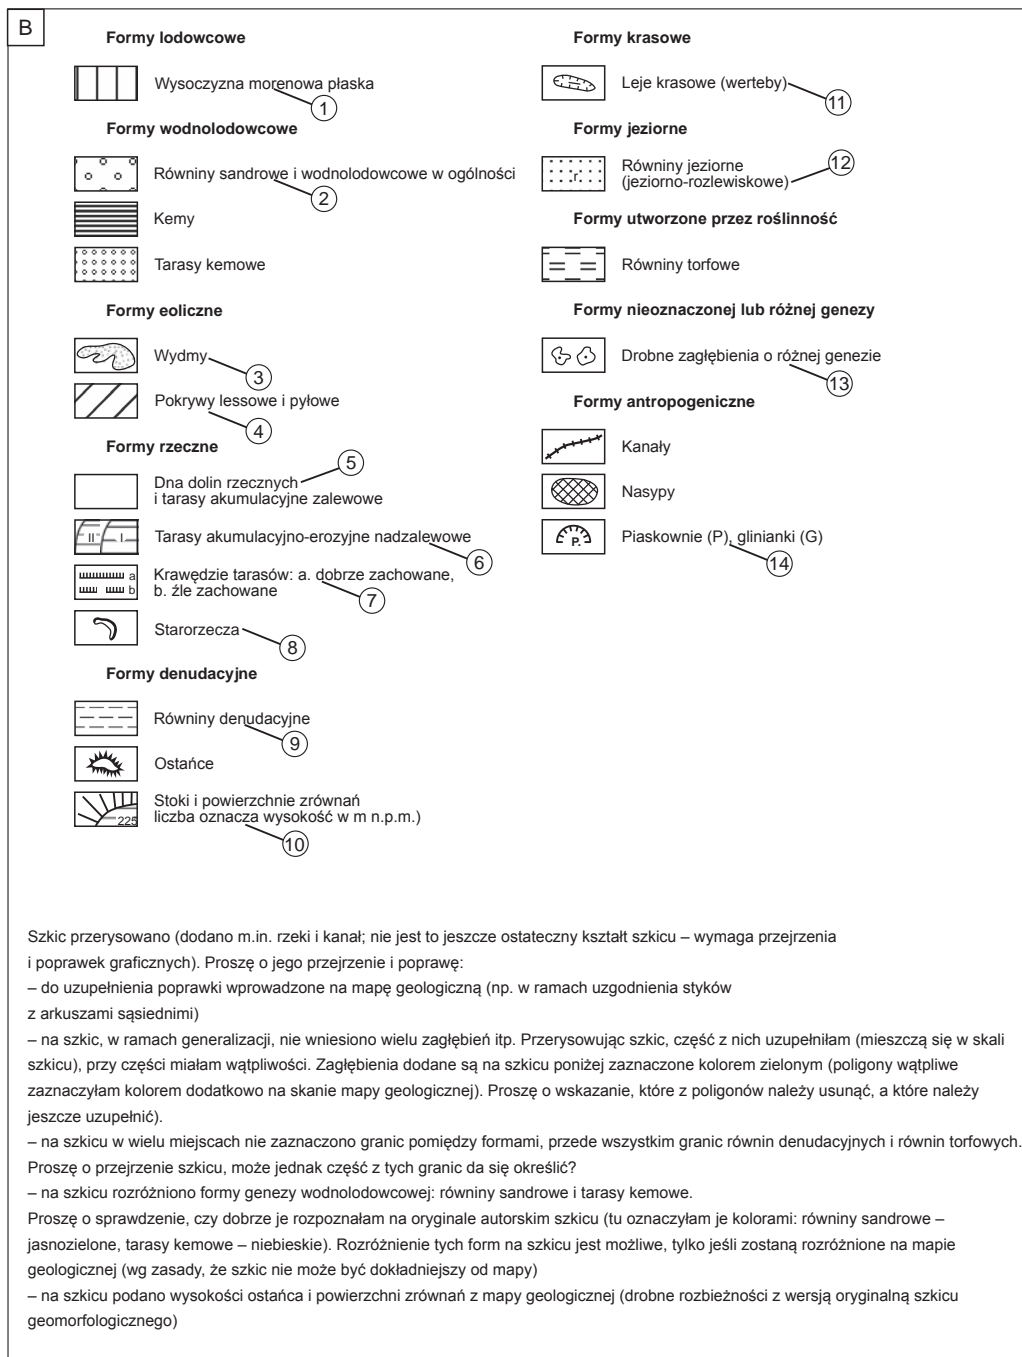 B
Formy lodowcowe
Wysoczyzna morenowa płaska
1
Formy wodnolodowcowe
Równiny sandrowe i wodnolodowcowe w ogólności
2
Kemy
Tarasy kemowe
Formy eoliczne
Wydmy
3
Pokrywy lessowe i pyłowe
4
Formy rzeczne
5
Dna dolin rzecznych
i tarasy akumulacyjne zalewowe
II I
Tarasy akumulacyjno-erozyjne nadzalewowe
6
a
b
Krawędzie tarasów: a. dobrze zachowane,
b. źle zachowane
7
Starorzecza
8
Formy denudacyjne
Równiny denudacyjne
9
Ostańce
225
Stoki i powierzchnie zrównań
liczba oznacza wysokość w m n.p.m.)
10
Formy krasowe
Leje krasowe (werteby)
11
Formy jeziorne
12
r
Równiny jeziorne
(jeziorno-rozlewiskowe)
Formy utworzone przez roślinność
Równiny torfowe
Formy nieoznaczonej lub różnej genezy
Drobne zagłębienia o różnej genezie
13
Formy antropogeniczne
Kanały
Nasypy
P.
Piaskownie (P), glinianki (G)
14
Szkic przerysowano (dodano m.in. rzeki i kanał; nie jest to jeszcze ostateczny kształt szkicu – wymaga przejrzenia
i poprawek graficznych). Proszę o jego przejrzenie i poprawę:
– do uzupełnienia poprawki wprowadzone na mapę geologiczną (np. w ramach uzgodnienia styków
z arkuszami sąsiednimi)
– na szkic, w ramach generalizacji, nie wniesiono wielu zagłębień itp. Przerysowując szkic, część z nich uzupełniłam (mieszczą się w skali
szkicu), przy części miałam wątpliwości. Zagłębienia dodane są na szkicu poniżej zaznaczone kolorem zielonym (poligony wątpliwe
zaznaczyłam kolorem dodatkowo na skanie mapy geologicznej). Proszę o wskazanie, które z poligonów należy usunąć, a które należy
jeszcze uzupełnić).
– na szkicu w wielu miejscach nie zaznaczono granic pomiędzy formami, przede wszystkim granic równin denudacyjnych i równin torfowych.
Proszę o przejrzenie szkicu, może jednak część z tych granic da się określić?
– na szkicu rozróżniono formy genezy wodnolodowcowej: równiny sandrowe i tarasy kemowe.
Proszę o sprawdzenie, czy dobrze je rozpoznałam na oryginale autorskim szkicu (tu oznaczyłam je kolorami: równiny sandrowe –
jasnozielone, tarasy kemowe – niebieskie). Rozróżnienie tych form na szkicu jest możliwe, tylko jeśli zostaną rozróżnione na mapie
geologicznej (wg zasady, że szkic nie może być dokładniejszy od mapy)
– na szkicu podano wysokości ostańca i powierzchni zrównań z mapy geologicznej (drobne rozbieżności z wersją oryginalną szkicu
geomorfologicznego)